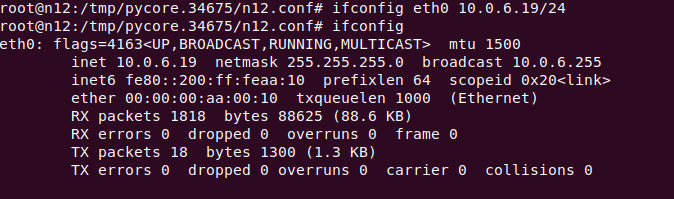 root@n12:/tmp/pycore.34675/n12.conf# ifconfig eth0 10.0.6.19/24
root@n12:/tmp/pycore.34675/n12.conf# ifconfig
eth0: flags=4163<UP,BROADCAST,RUNNING,MULTICAST>  mtu 1500
        inet 10.0.6.19  netmask 255.255.255.0  broadcast 10.0.6.255
        inet6 fe80::200:ff:feaa:10  prefixlen 64  scopeid 0x20<link>
        ether 00:00:00:aa:00:10  txqueuelen 1000  (Ethernet)
        RX packets 1818  bytes 88625 (88.6 KB)
        RX errors 0  dropped 0  overruns 0  frame 0
        TX packets 18  bytes 1300 (1.3 KB)
        TX errors 0  dropped 0 overruns 0  carrier 0  collisions 0